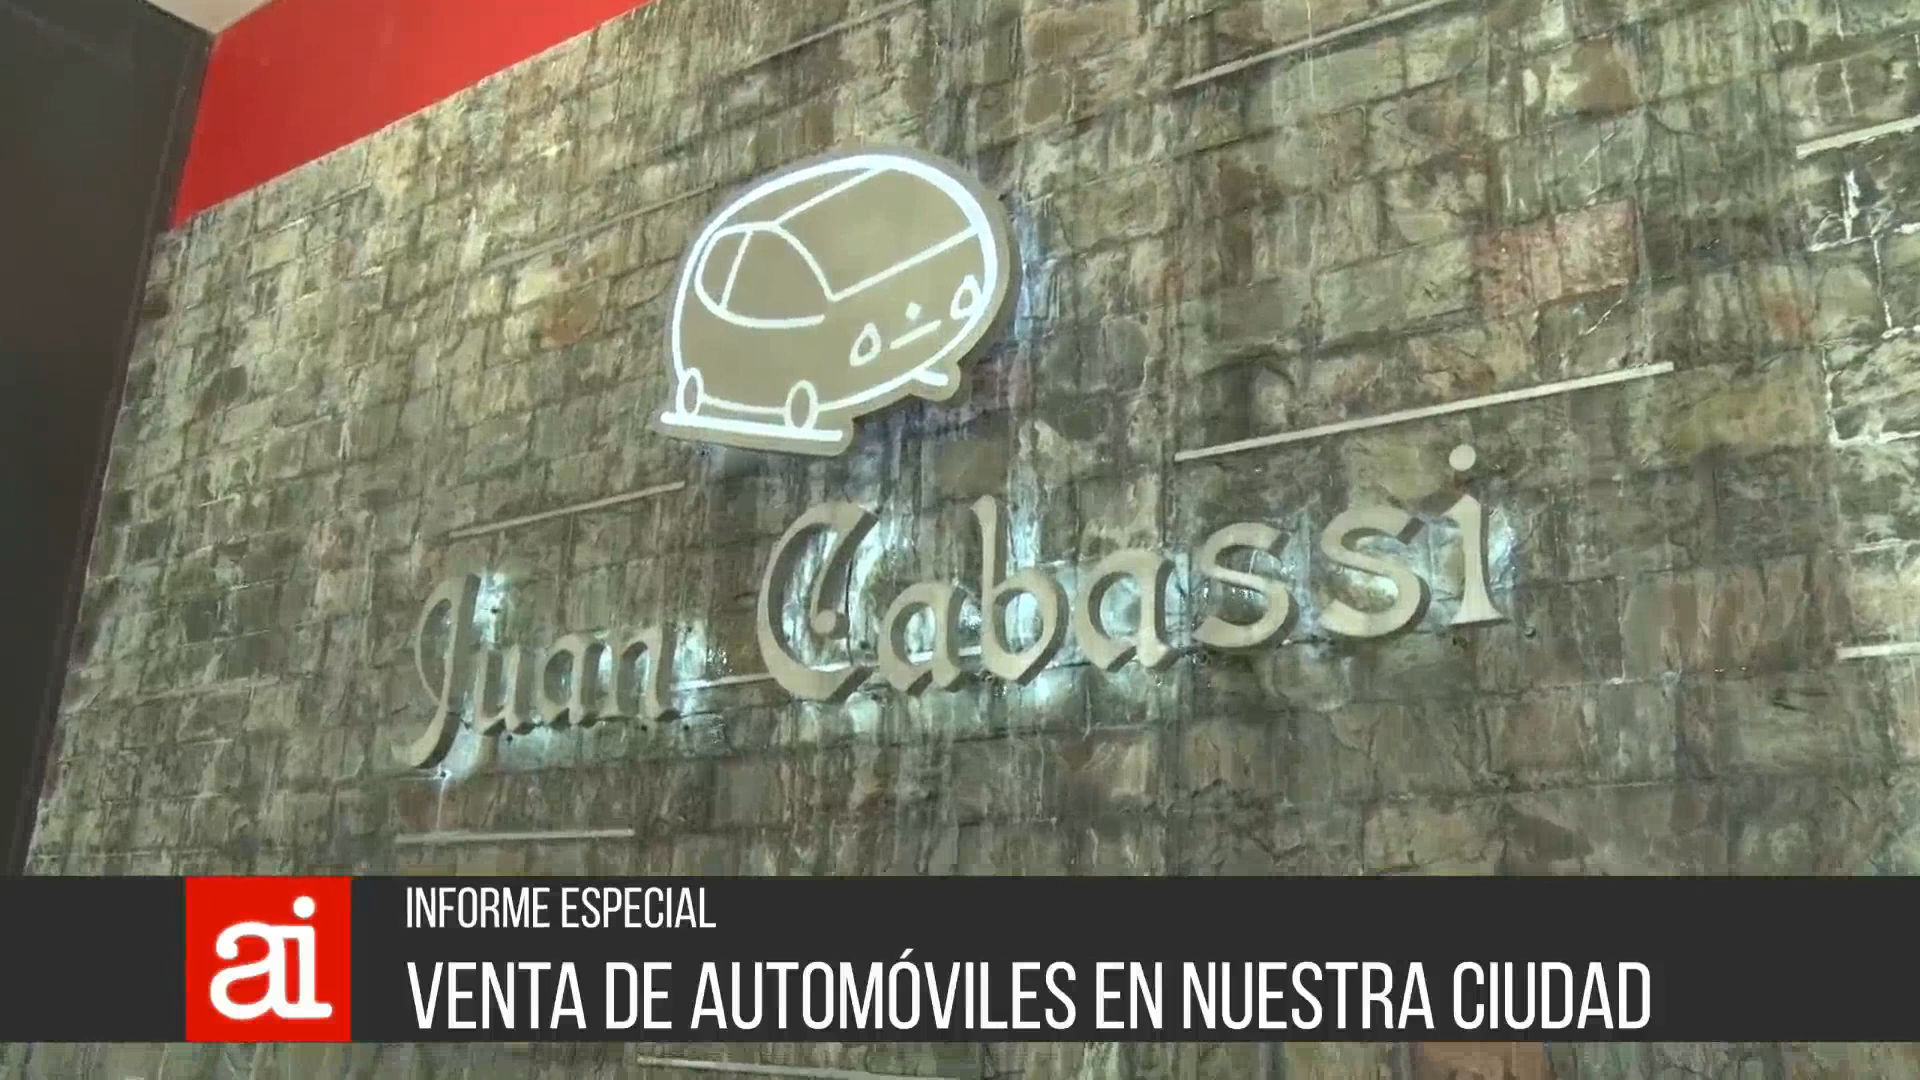 Juan Cabassi
ai
INFORME ESPECIAL
VENTA DE AUTOMÓVILES EN NUESTRA CIUDAD